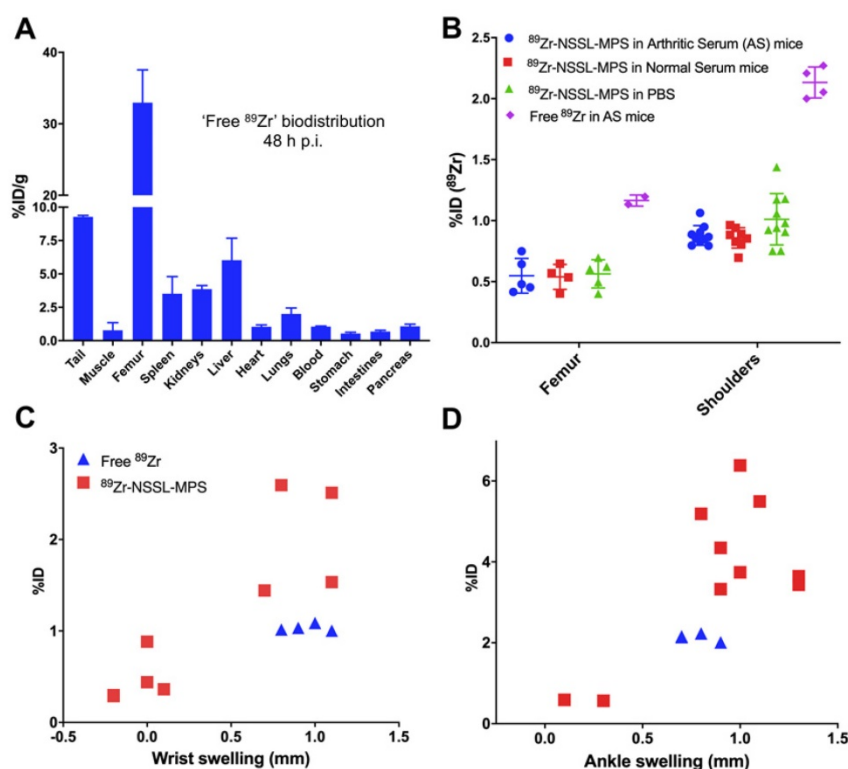 A
%ID/g
40
30
20
10.0
7.5
5.0
2.5
0.0
'Free ⁸⁹Zr' biodistribution
48 h p.i.
Tail
Muscle
Femur
Spleen
Kidneys
Liver
Heart
Lungs
Blood
Stomach
Intestines
Pancreas
B
%ID (⁸⁹Zr)
2.5
2.0
1.5
1.0
0.5
0.0
⁸⁹Zr-NSSL-MPS in Arthritic Serum (AS) mice
⁸⁹Zr-NSSL-MPS in Normal Serum mice
⁸⁹Zr-NSSL-MPS in PBS
Free ⁸⁹Zr in AS mice
Femur
Shoulders
C
%ID
3
2
1
0
Free ⁸⁹Zr
⁸⁹Zr-NSSL-MPS
-0.5
0.0
0.5
1.0
1.5
Wrist swelling (mm)
D
%ID
6
4
2
0
0.0
0.5
1.0
1.5
Ankle swelling (mm)